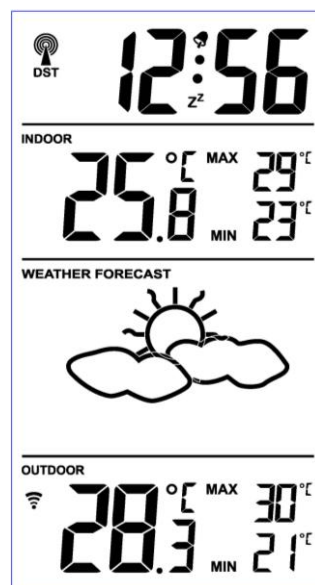 DST
12:56
Zz
INDOOR
25.8 °C MAX 29 °C
MIN 23 °C
WEATHER FORECAST
OUTDOOR
28.3 °C MAX 30 °C
MIN 21 °C